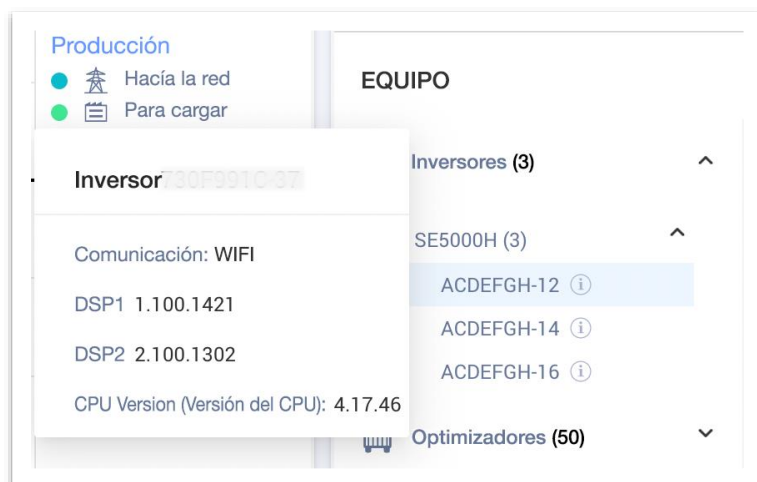 Producción
Hacía la red
Para cargar
Inversor
Comunicación: WIFI
DSP1 1.100.1421
DSP2 2.100.1302
CPU Version (Versión del CPU): 4.17.46
EQUIPO
Inversores (3)
SE5000H (3)
ACDEFGH-12
ACDEFGH-14
ACDEFGH-16
Optimizadores (50)